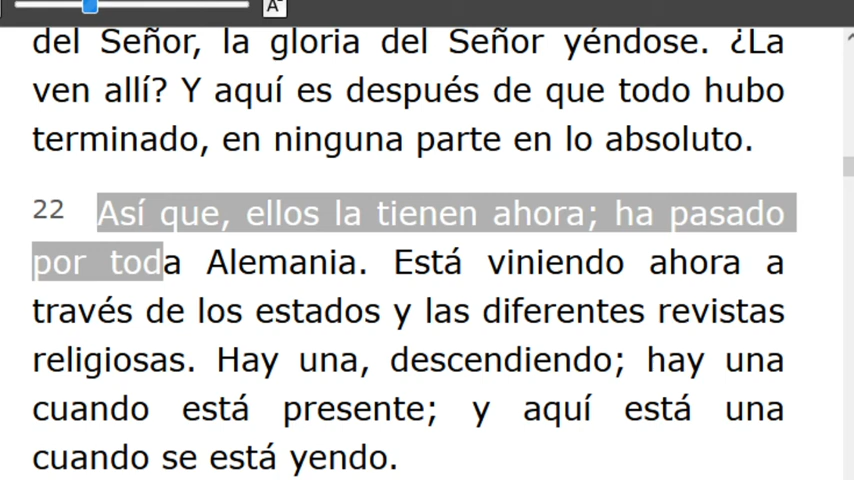 A
del Señor, la gloria del Señor yéndose. ¿La
ven allí? Y aquí es después de que todo hubo
terminado, en ninguna parte en lo absoluto.
22 Así que, ellos la tienen ahora; ha pasado
por toda Alemania. Está viniendo ahora a
través de los estados y las diferentes revistas
religiosas. Hay una, descendiendo; hay una
cuando está presente; y aquí está una
cuando se está yendo.